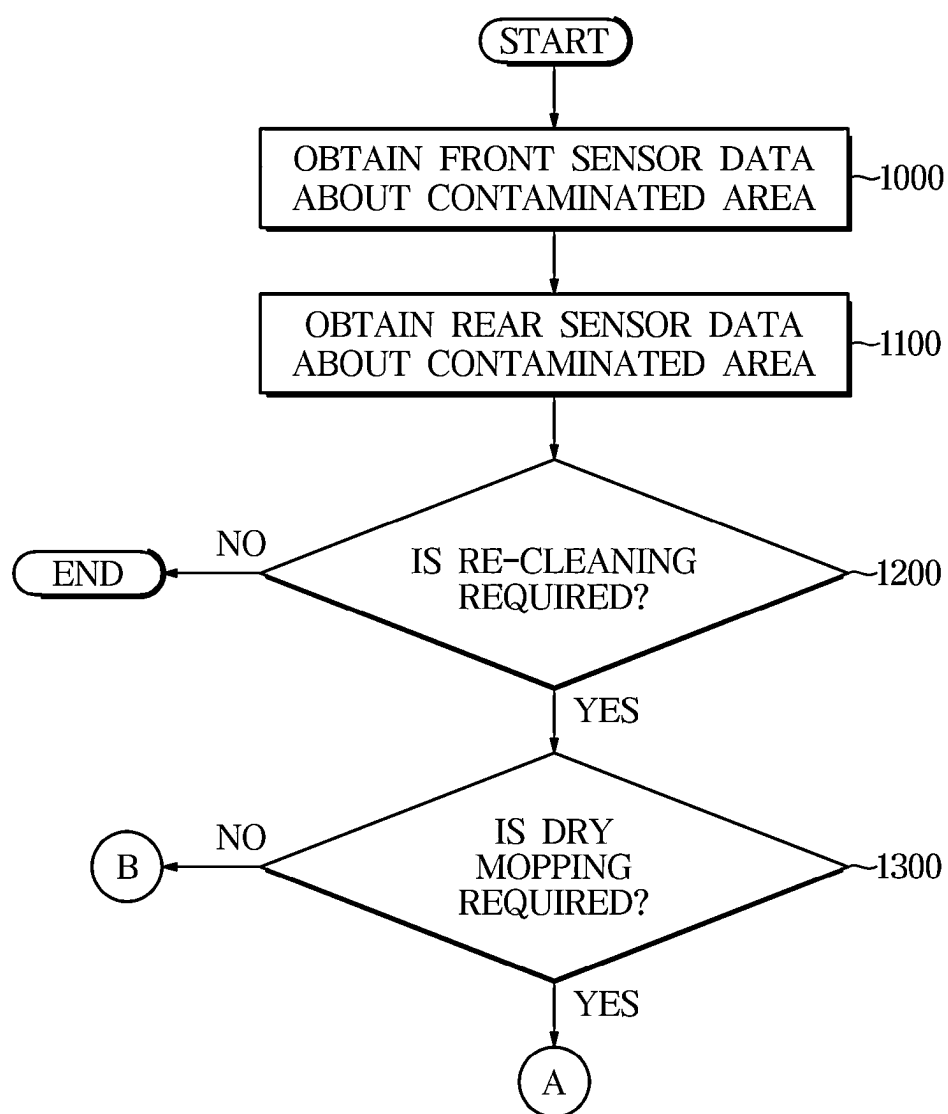 START
OBTAIN FRONT SENSOR DATA
ABOUT CONTAMINATED AREA
1000
OBTAIN REAR SENSOR DATA
ABOUT CONTAMINATED AREA
1100
IS RE-CLEANING
REQUIRED?
1200
NO
END
YES
IS DRY
MOPPING
REQUIRED?
1300
NO
B
YES
A